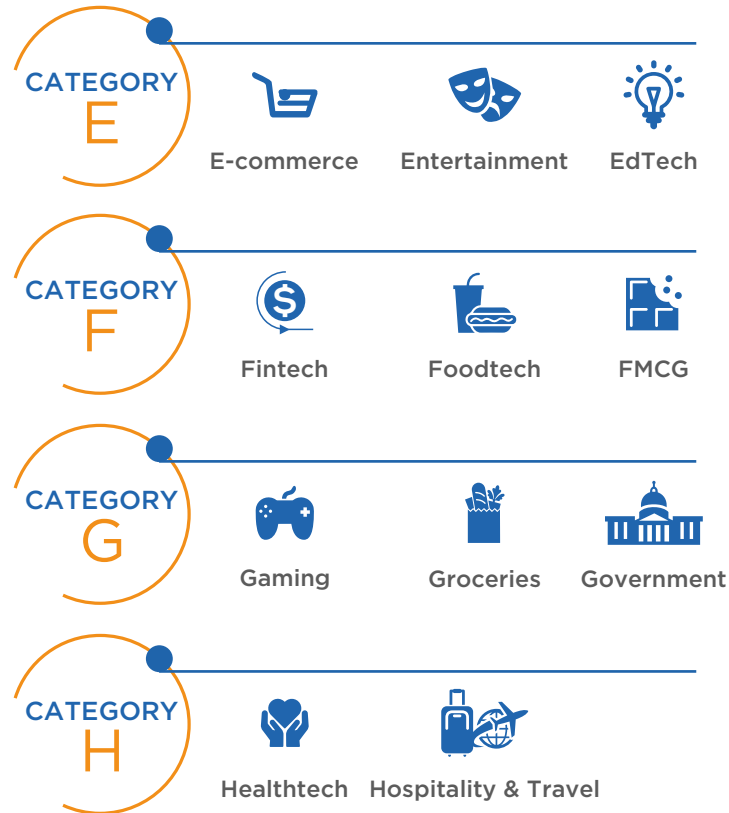 CATEGORY
E
E-commerce
Entertainment
EdTech
CATEGORY
F
Fintech
Foodtech
FMCG
CATEGORY
G
Gaming
Groceries
Government
CATEGORY
H
Healthtech
Hospitality & Travel